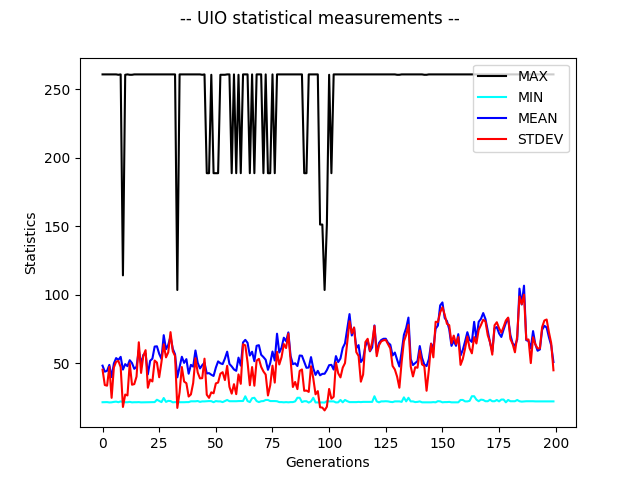 -- UIO statistical measurements --
MAX
MIN
MEAN
STDEV
250
200
150
100
50
Statistics
0 25 50 75 100 125 150 175 200
Generations